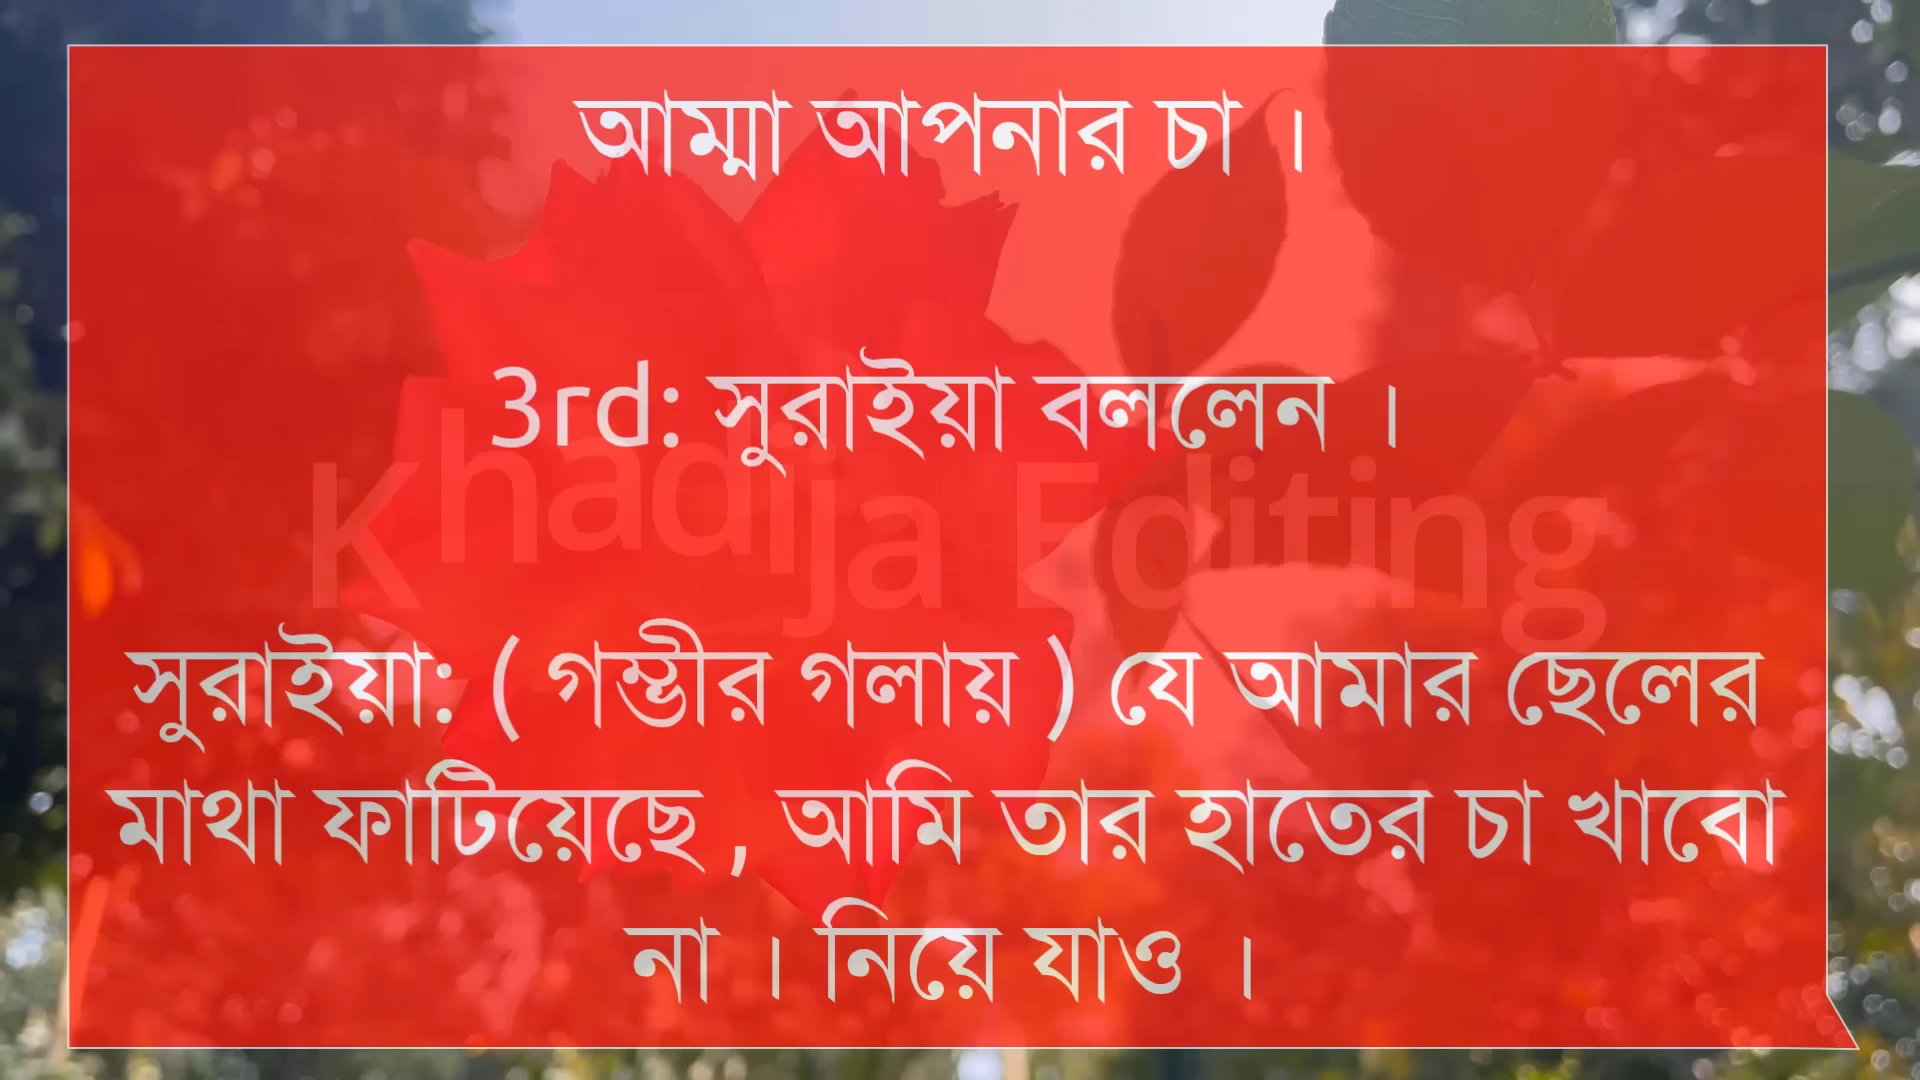 আম্মা আপনার চা ।
3rd: সুরাইয়া বললেন ।
Khadija Editing
সুরাইয়া: ( গম্ভীর গলায় ) যে আমার ছেলের
মাথা ফাটিয়েছে , আমি তার হাতের চা খাবো
না । নিয়ে যাও ।